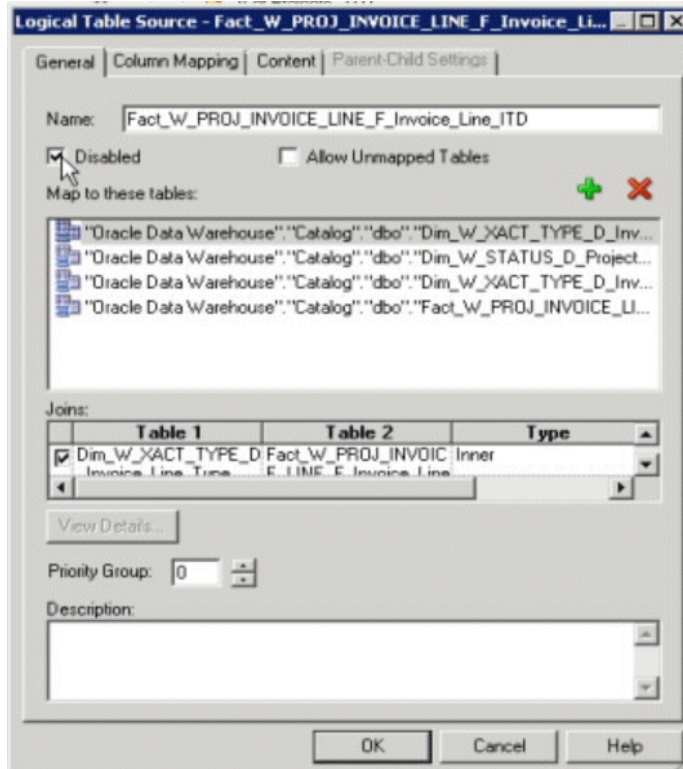 Logical Table Source - Fact_W_PROJ_INVOICE_LINE_F_Invoice_Li...
General Column Mapping Content Parent-Child Settings
Name: Fact_W_PROJ_INVOICE_LINE_F_Invoice_Line_ITD
Disabled Allow Unmapped Tables
Map to these tables:
"Oracle Data Warehouse"."Catalog"."dbo"."Dim_W_XACT_TYPE_D_Inv...
"Oracle Data Warehouse"."Catalog"."dbo"."Dim_W_STATUS_D_Project...
"Oracle Data Warehouse"."Catalog"."dbo"."Dim_W_XACT_TYPE_D_Inv...
"Oracle Data Warehouse"."Catalog"."dbo"."Fact_W_PROJ_INVOICE_LI...
Joins:
Table 1 Table 2 Type
Dim_W_XACT_TYPE_D Fact_W_PROJ_INVOIC Inner
_Invoice_Line_Type E_LINE_F_Invoice_Line
View Details...
Priority Group: 0
Description:
OK Cancel Help